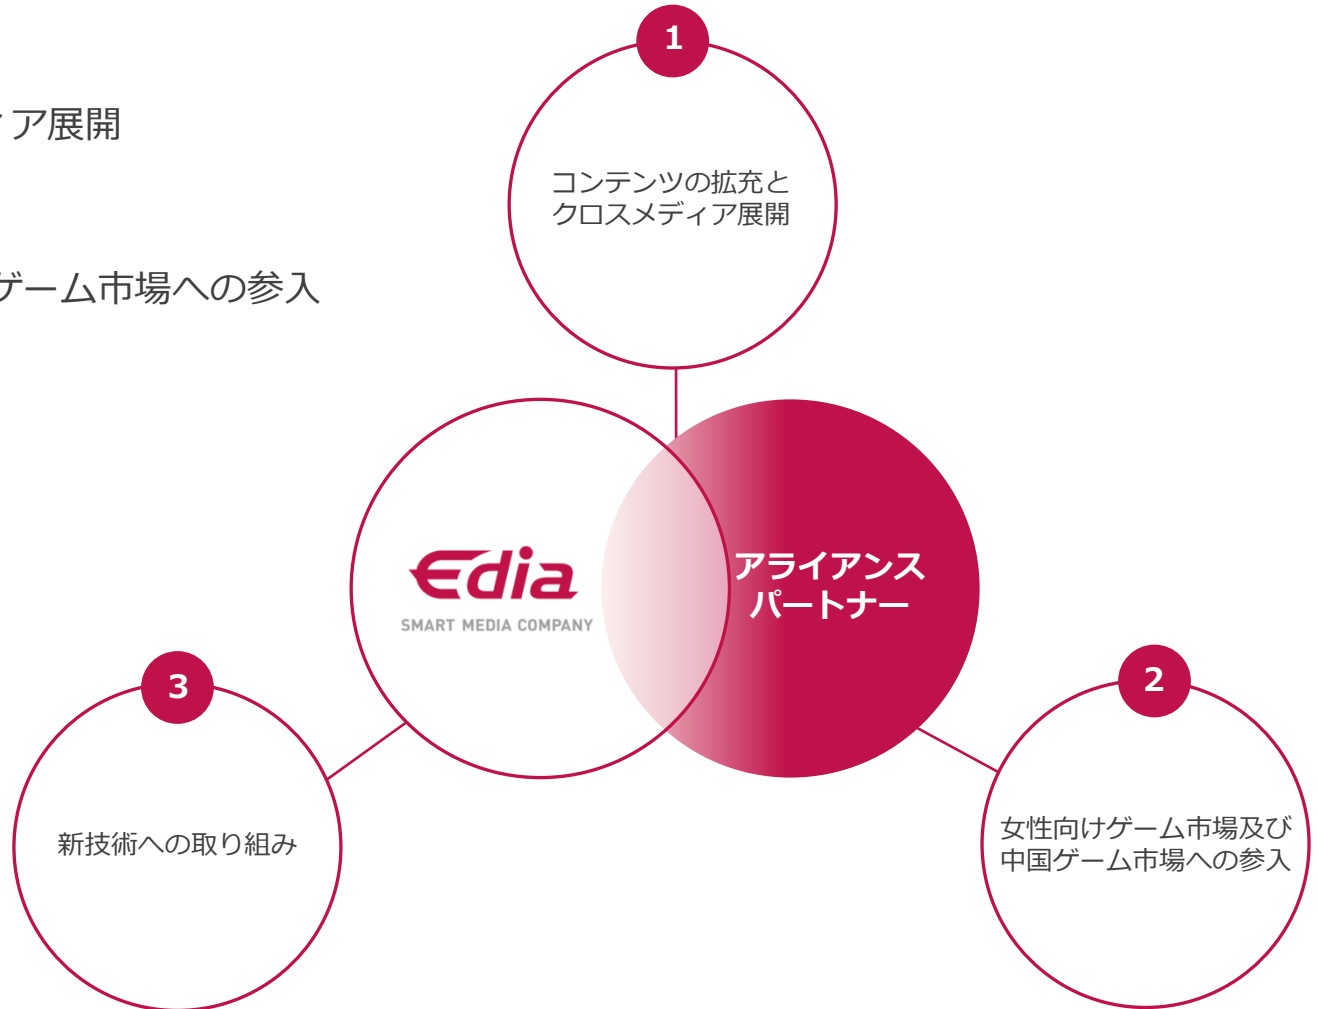 ィア展開
ゲーム市場への参入
1
コンテンツの拡充と
クロスメディア展開
Edia
SMART MEDIA COMPANY
アライアンス
パートナー
3
新技術への取り組み
2
女性向けゲーム市場及び
中国ゲーム市場への参入